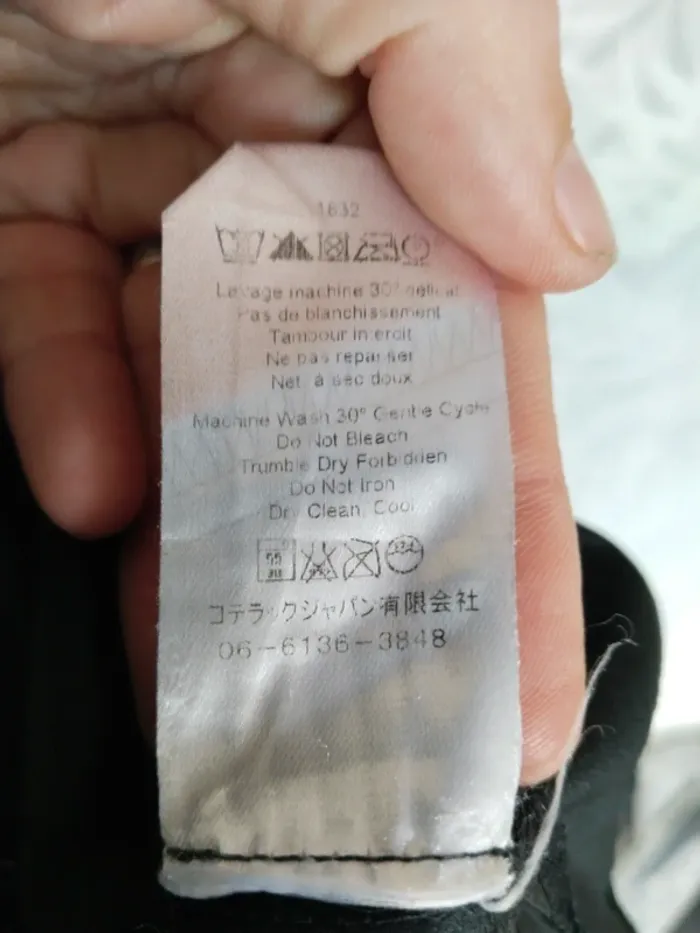 1832
Lavage machine 30° délicat
Pas de blanchissement
Tambour interdit
Ne pas repasser
Net. à sec doux
Machine Wash 30° Gentle Cycle
Do Not Bleach
Trumble Dry Forbidden
Do Not Iron
Dry Clean, Cool
コテラックジャパン有限会社
06-6136-3848